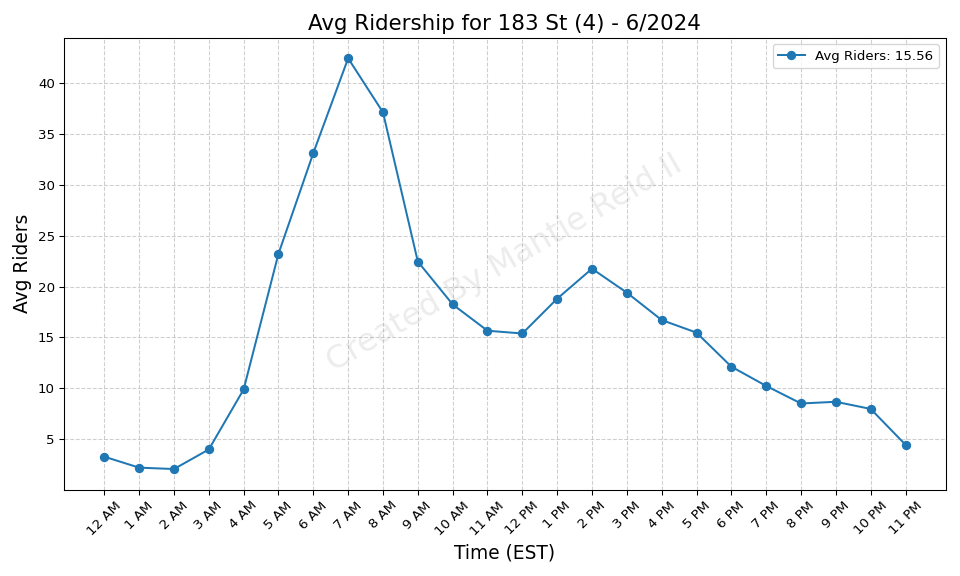 Avg Ridership for 183 St (4) - 6/2024
Avg Riders: 15.56
Avg Riders
40
35
30
25
20
15
10
5
Created By Mantie Reid II
12 AM
1 AM
2 AM
3 AM
4 AM
5 AM
6 AM
7 AM
8 AM
9 AM
10 AM
11 AM
12 PM
1 PM
2 PM
3 PM
4 PM
5 PM
6 PM
7 PM
8 PM
9 PM
10 PM
11 PM
Time (EST)